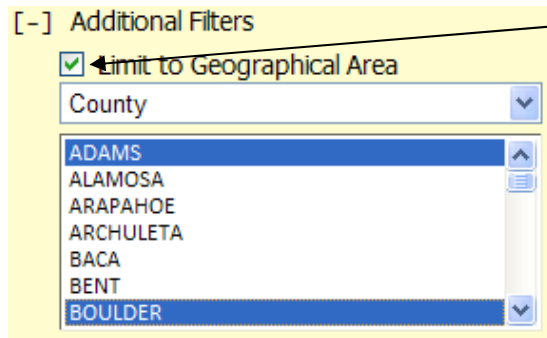 [-] Additional Filters
Limit to Geographical Area
County
ADAMS
ALAMOSA
ARAPAHOE
ARCHULETA
BACA
BENT
BOULDER